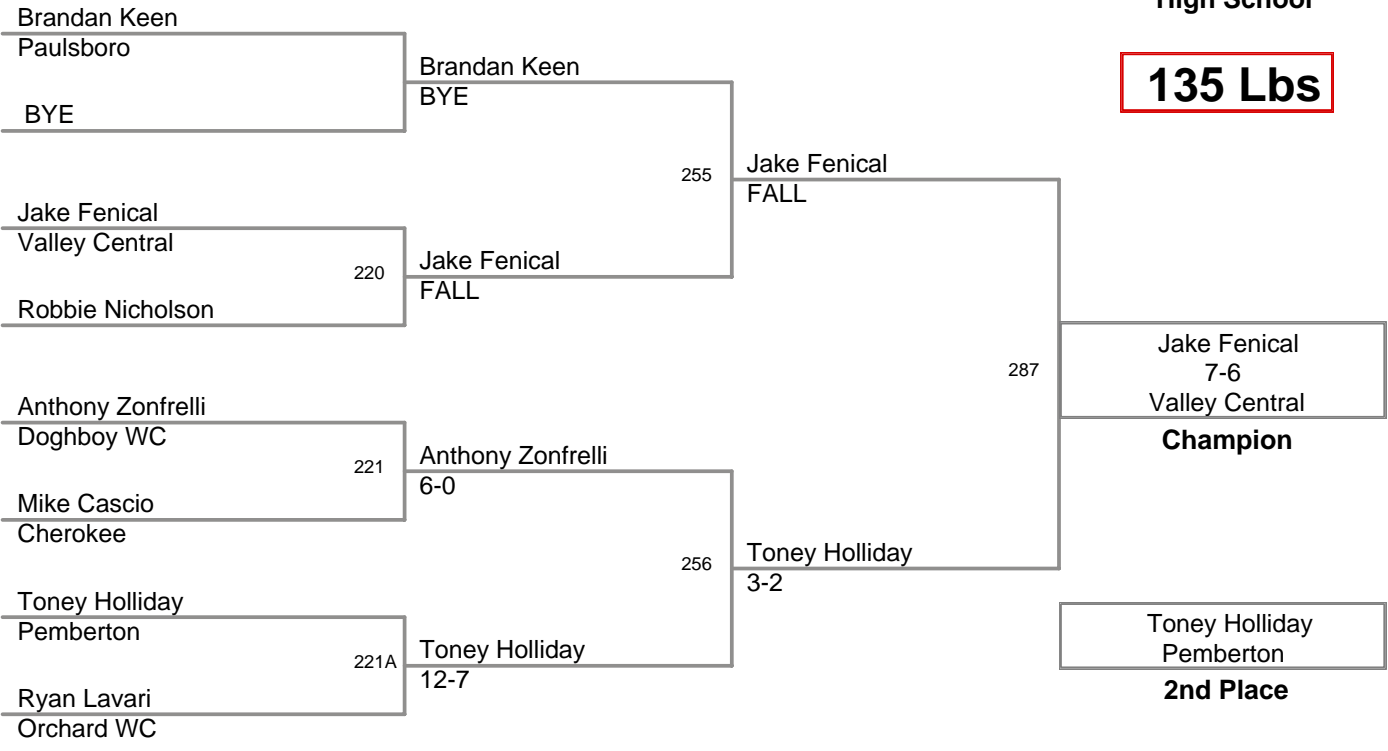 High School
135 Lbs
Brandan Keen
Paulsboro
BYE
Brandan Keen
BYE
Jake Fenical
Valley Central
220
Robbie Nicholson
Jake Fenical
FALL
255
Jake Fenical
FALL
Anthony Zonfrelli
Doghboy WC
221
Mike Cascio
Cherokee
Anthony Zonfrelli
6-0
Toney Holliday
Pemberton
221A
Ryan Lavari
Orchard WC
Toney Holliday
12-7
256
Toney Holliday
3-2
287
Jake Fenical
7-6
Valley Central
Champion
Toney Holliday
Pemberton
2nd Place